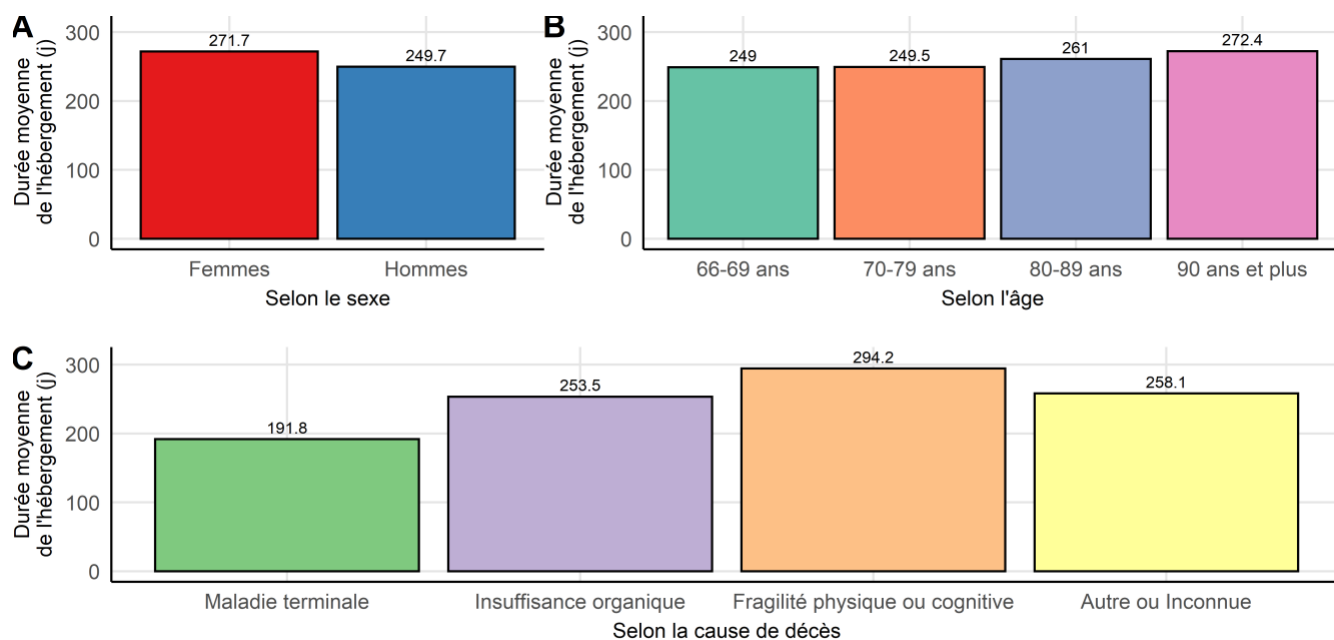 A
Durée moyenne
de l'hébergement (j)
300
200
100
0
271.7
249.7
Femmes
Hommes
Selon le sexe
B
Durée moyenne
de l'hébergement (j)
300
200
100
0
249
249.5
261
272.4
66-69 ans
70-79 ans
80-89 ans
90 ans et plus
Selon l'âge
C
Durée moyenne
de l'hébergement (j)
300
200
100
0
191.8
253.5
294.2
258.1
Maladie terminale
Insuffisance organique
Fragilité physique ou cognitive
Autre ou Inconnue
Selon la cause de décès